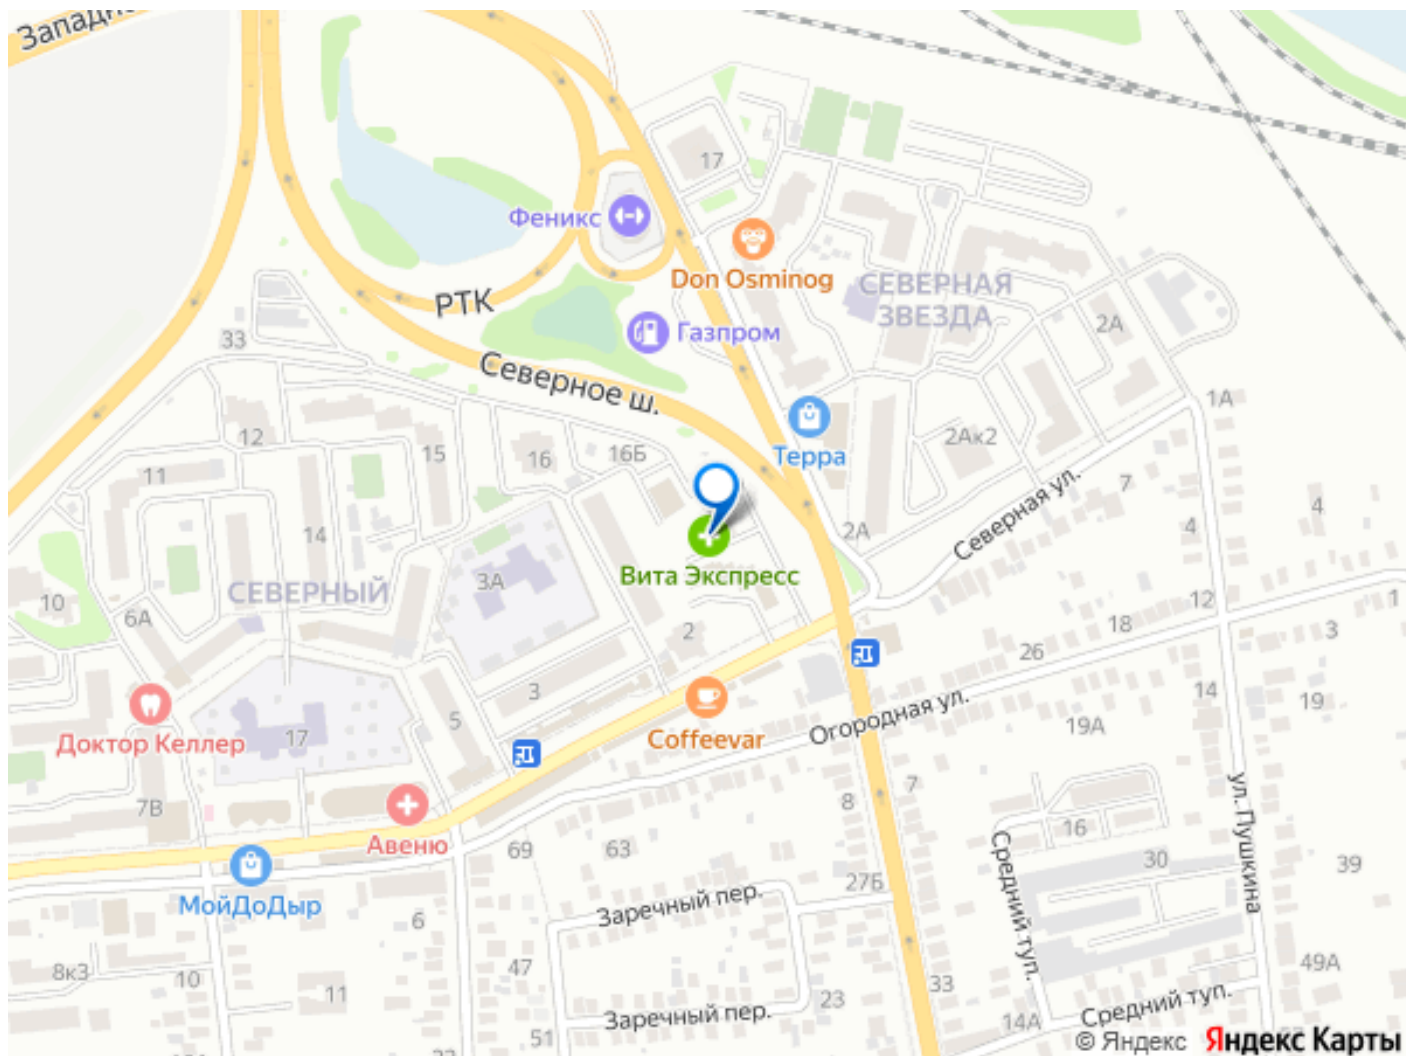 Западн
17
Феникс
Don Osminog
СЕВЕРНАЯ
ЗВЕЗДА
РТК
Газпром
2А
33
Северное ш.
1А
12
15
16
16Б
2Ак2
11
Терра
7
4
4
14
2А
Северная ул.
Вита Экспресс
3А
СЕВЕРНЫЙ
10
6А
12
1
18
3
2
26
3
14
19
5
Огородная ул.
19А
Доктор Келлер
17
Coffeevar
7В
7
8
ул. Пушкина
Авеню
69
63
16
Средний туп.
30
39
27Б
МойДоДыр
6
Заречный пер.
8к3
10
47
49А
11
23
33
Средний туп.
51
Заречный пер.
14А
© Яндекс Яндекс Карты